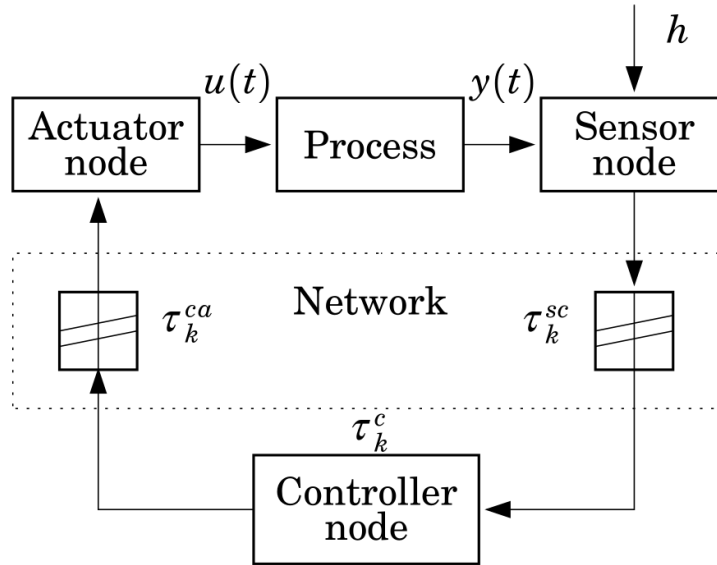 h
u(t)
y(t)
Actuator
node
Process
Sensor
node
Network
τ_k^{ca}
τ_k^{sc}
τ_k^c
Controller
node